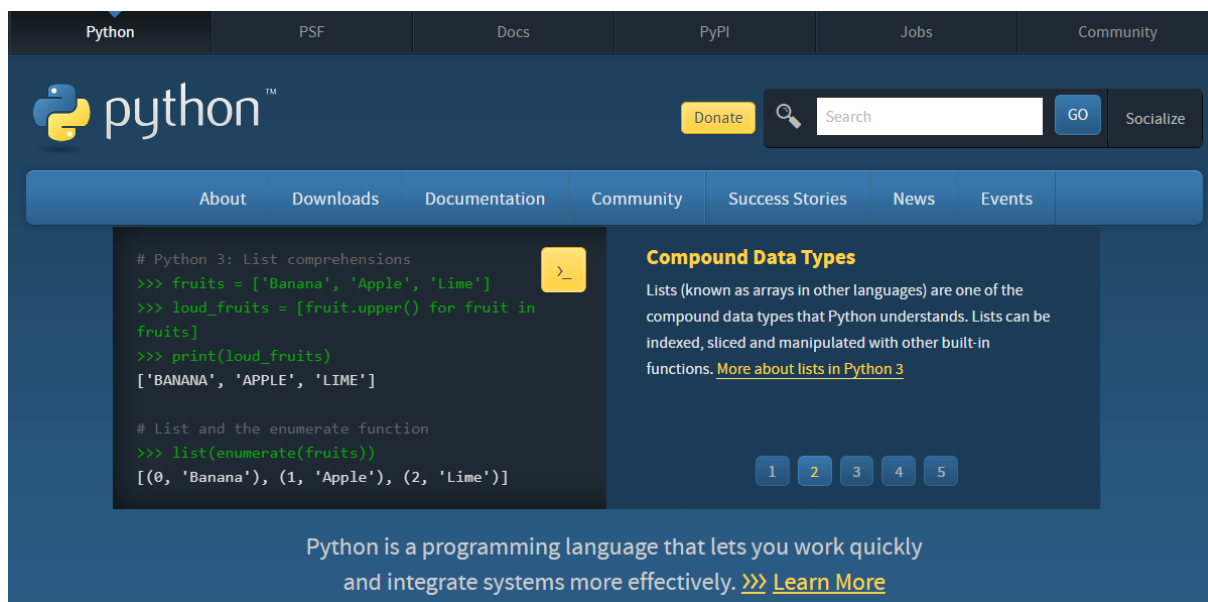 Python PSF Docs PyPI Jobs Community
python™
Donate Search GO Socialize
About Downloads Documentation Community Success Stories News Events
# Python 3: List comprehensions
>>> fruits = ['Banana', 'Apple', 'Lime']
>>> loud_fruits = [fruit.upper() for fruit in
fruits]
>>> print(loud_fruits)
['BANANA', 'APPLE', 'LIME']
# List and the enumerate function
>>> list(enumerate(fruits))
[(0, 'Banana'), (1, 'Apple'), (2, 'Lime')]
>_
Compound Data Types
Lists (known as arrays in other languages) are one of the
compound data types that Python understands. Lists can be
indexed, sliced and manipulated with other built-in
functions. More about lists in Python 3
1 2 3 4 5
Python is a programming language that lets you work quickly
and integrate systems more effectively. >>> Learn More